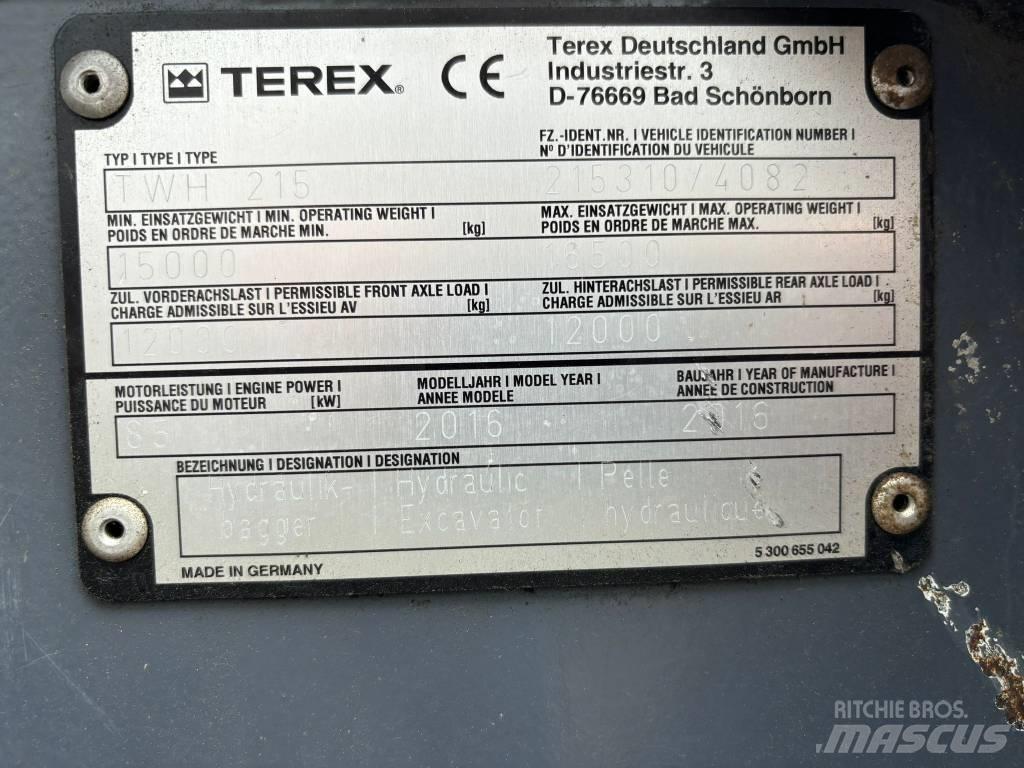 TEREX® CE
Terex Deutschland GmbH
Industriestr. 3
D-76669 Bad Schönborn
TYP I TYPE I TYPE
FZ.-IDENT.NR. I VEHICLE IDENTIFICATION NUMBER I
N° D'IDENTIFICATION DU VEHICULE
TWH 215
215310/4082
MIN. EINSATZGEWICHT I MIN. OPERATING WEIGHT I
POIDS EN ORDRE DE MARCHE MIN. [kg]
MAX. EINSATZGEWICHT I MAX. OPERATING WEIGHT I
POIDS EN ORDRE DE MARCHE MAX. [kg]
15000
ZUL. VORDERACHSLAST I PERMISSIBLE FRONT AXLE LOAD I
CHARGE ADMISSIBLE SUR L'ESSIEU AV [kg]
ZUL. HINTERACHSLAST I PERMISSIBLE REAR AXLE LOAD I
CHARGE ADMISSIBLE SUR L'ESSIEU AR [kg]
12000
12000
MOTORLEISTUNG I ENGINE POWER I
PUISSANCE DU MOTEUR [kW]
MODELLJAHR I MODEL YEAR I
ANNEE MODELE
BAUJAHR I YEAR OF MANUFACTURE I
ANNEE DE CONSTRUCTION
2016
2016
BEZEICHNUNG I DESIGNATION I DESIGNATION
Hydraulik- I Hydraulic I Pelle
bagger Excavator hydraulique
5 300 655 042
MADE IN GERMANY
RITCHIE BROS.
MASCUS